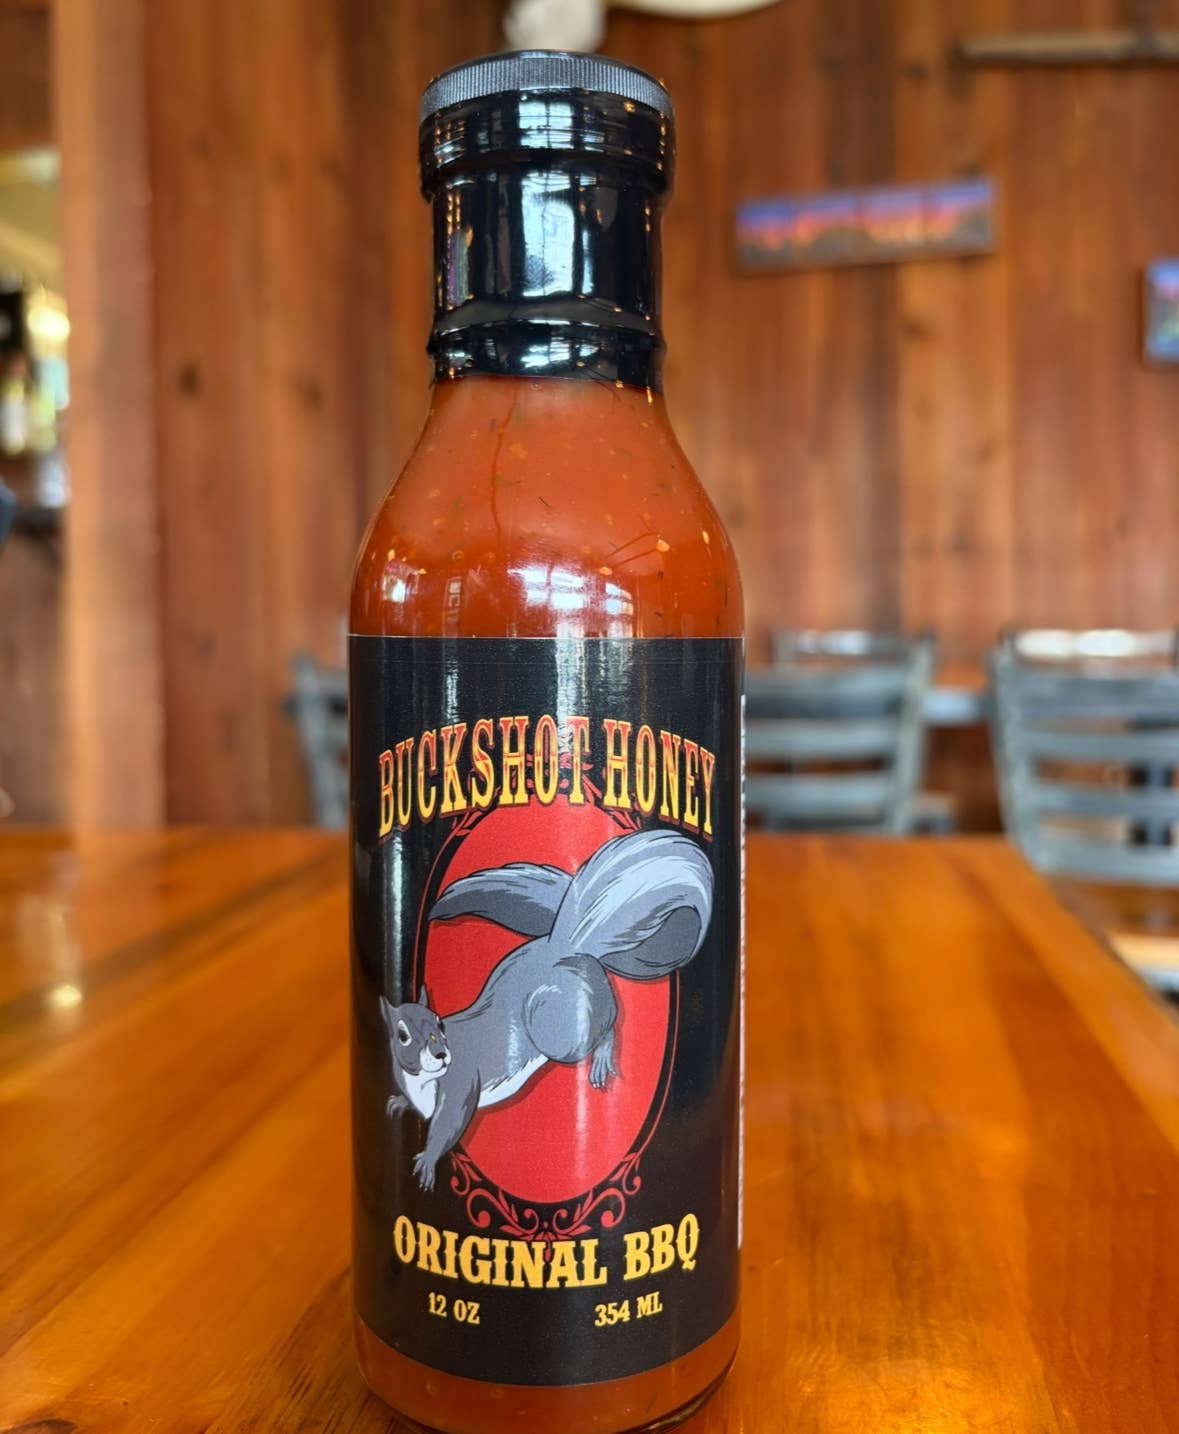 BUCKSHOT HONEY
ORIGINAL BBQ
12 OZ
354 ML